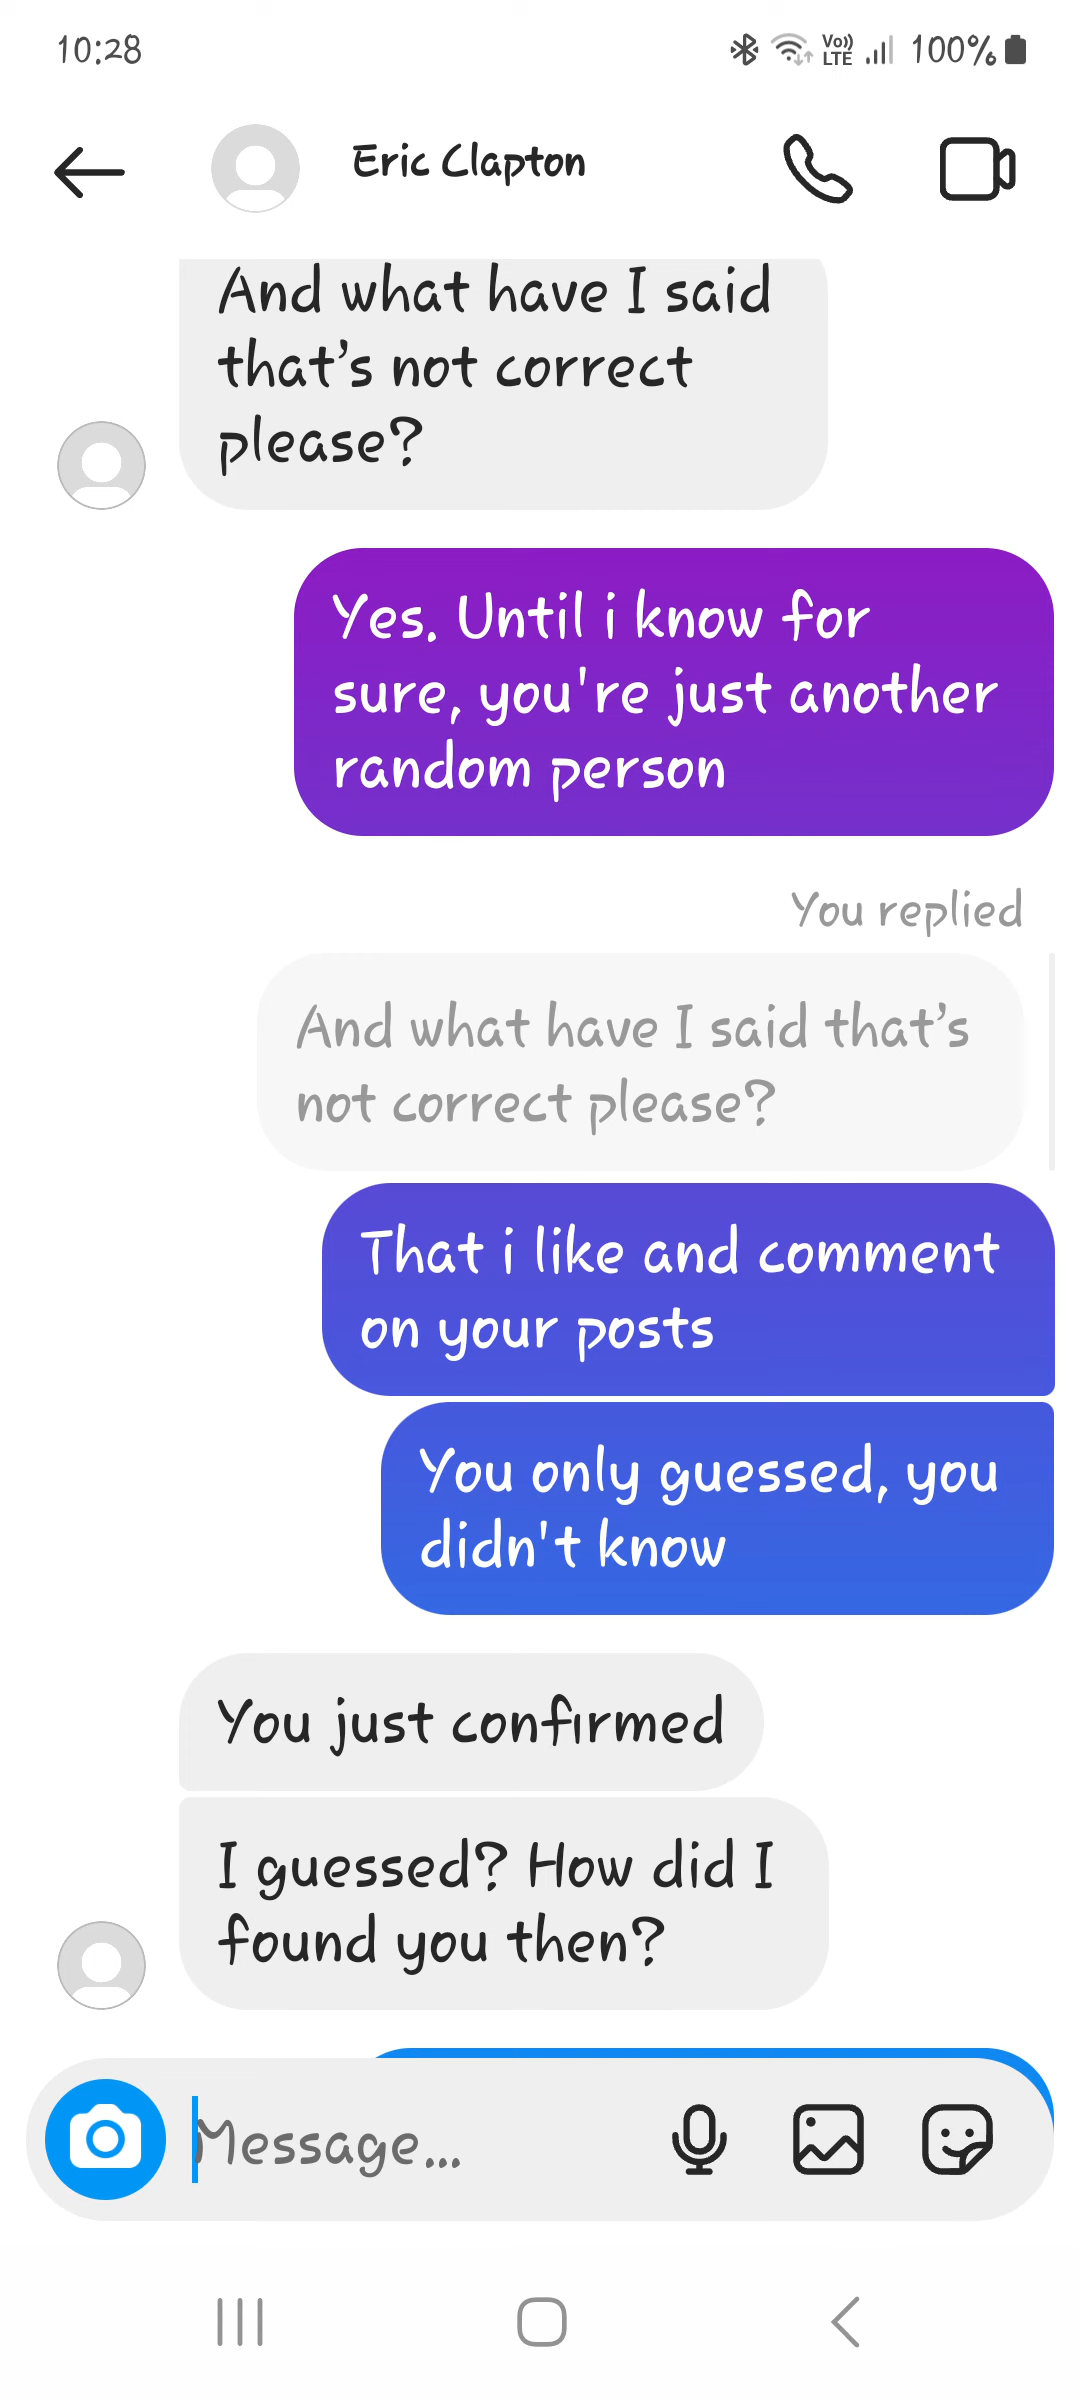 10:28
Vo)) LTE
100%
Eric Clapton
And what have I said
that's not correct
please?
Yes. Until i know for
sure, you're just another
random person
You replied
And what have I said that's
not correct please?
That i like and comment
on your posts
You only guessed, you
didn't know
You just confirmed
I guessed? How did I
found you then?
Message...